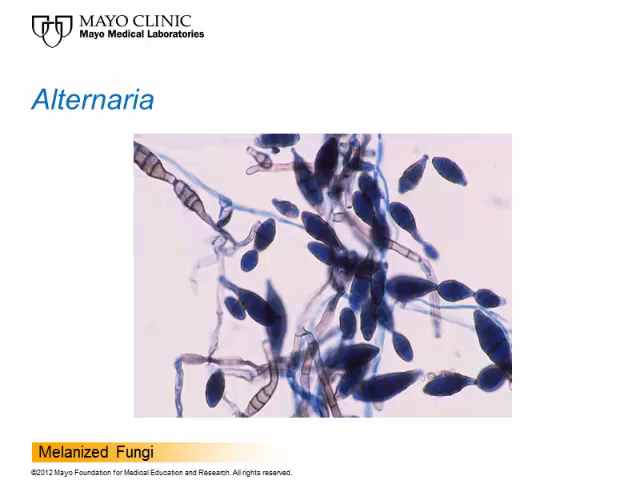 MAYO CLINIC
Mayo Medical Laboratories
Alternaria
Melanized Fungi
©2012 Mayo Foundation for Medical Education and Research. All rights reserved.